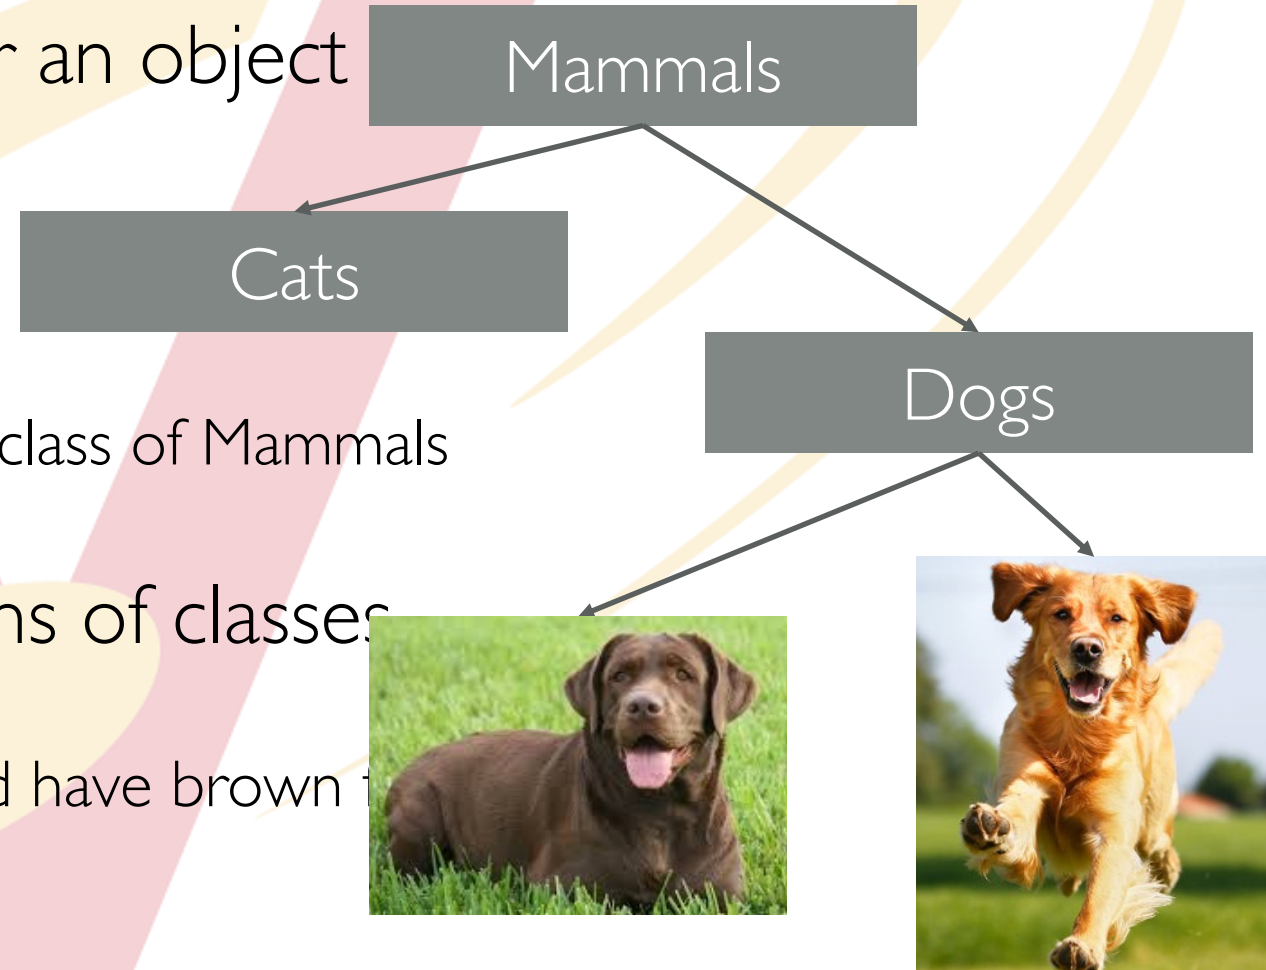 r an object
Mammals
Cats
Dogs
class of Mammals
ns of classes
d have brown f